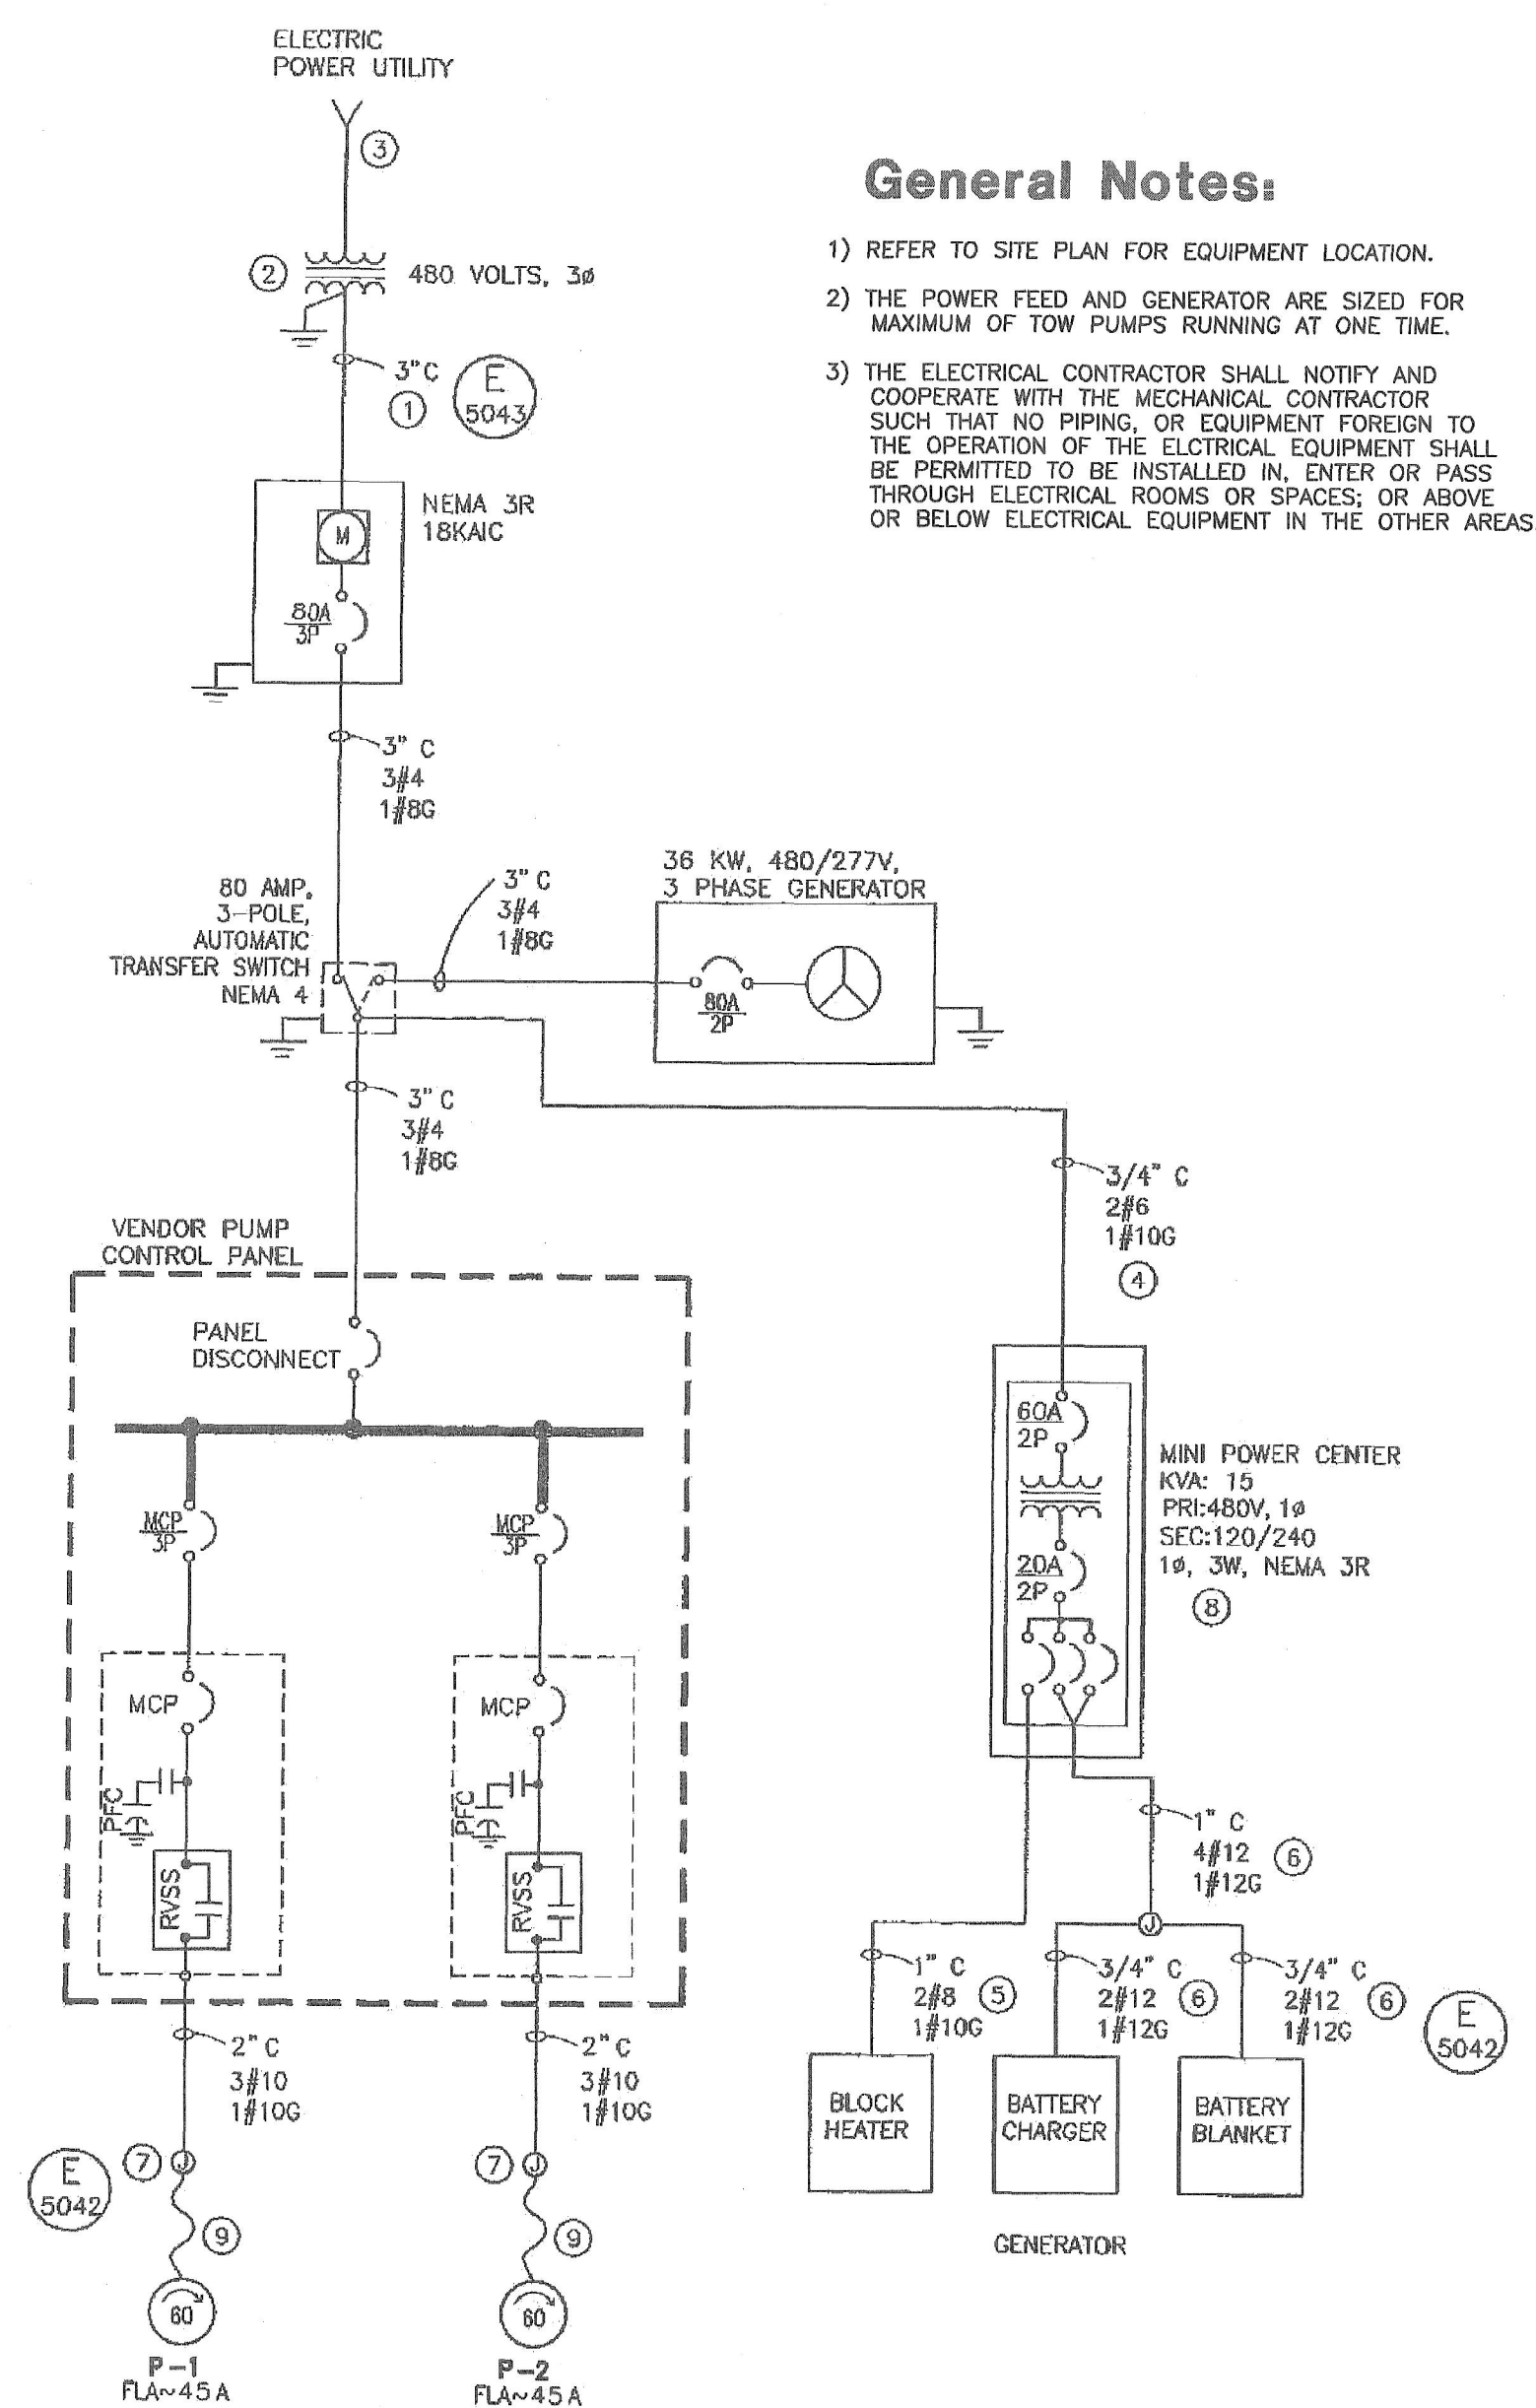 ELECTRIC
POWER UTILITY
3
General Notes:
1) REFER TO SITE PLAN FOR EQUIPMENT LOCATION.
2) THE POWER FEED AND GENERATOR ARE SIZED FOR
MAXIMUM OF TOW PUMPS RUNNING AT ONE TIME.
3) THE ELECTRICAL CONTRACTOR SHALL NOTIFY AND
COOPERATE WITH THE MECHANICAL CONTRACTOR
SUCH THAT NO PIPING, OR EQUIPMENT FOREIGN TO
THE OPERATION OF THE ELCTRICAL EQUIPMENT SHALL
BE PERMITTED TO BE INSTALLED IN, ENTER OR PASS
THROUGH ELECTRICAL ROOMS OR SPACES; OR ABOVE
OR BELOW ELECTRICAL EQUIPMENT IN THE OTHER AREAS
2
480 VOLTS, 3ø
3"C
1
E
5043
NEMA 3R
18KAIC
M
80A
3P
3" C
3#4
1#8G
80 AMP,
3-POLE,
AUTOMATIC
TRANSFER SWITCH
NEMA 4
3" C
3#4
1#8G
36 KW, 480/277V,
3 PHASE GENERATOR
80A
2P
3" C
3#4
1#8G
3/4" C
2#6
1#10G
4
VENDOR PUMP
CONTROL PANEL
PANEL
DISCONNECT
MCP
3P
MCP
3P
MCP
MCP
PFC
PFC
RVSS
RVSS
60A
2P
20A
2P
MINI POWER CENTER
KVA: 15
PRI:480V, 1ø
SEC:120/240
1ø, 3W, NEMA 3R
8
1" C
4#12
1#12G
6
J
1" C
2#8
1#10G
5
3/4" C
2#12
1#12G
6
3/4" C
2#12
1#12G
6
E
5042
BLOCK
HEATER
BATTERY
CHARGER
BATTERY
BLANKET
GENERATOR
2"C
3#10
1#10G
2"C
3#10
1#10G
E
5042
7
J
7
J
9
9
60
60
P-1
FLA~45A
P-2
FLA~45A